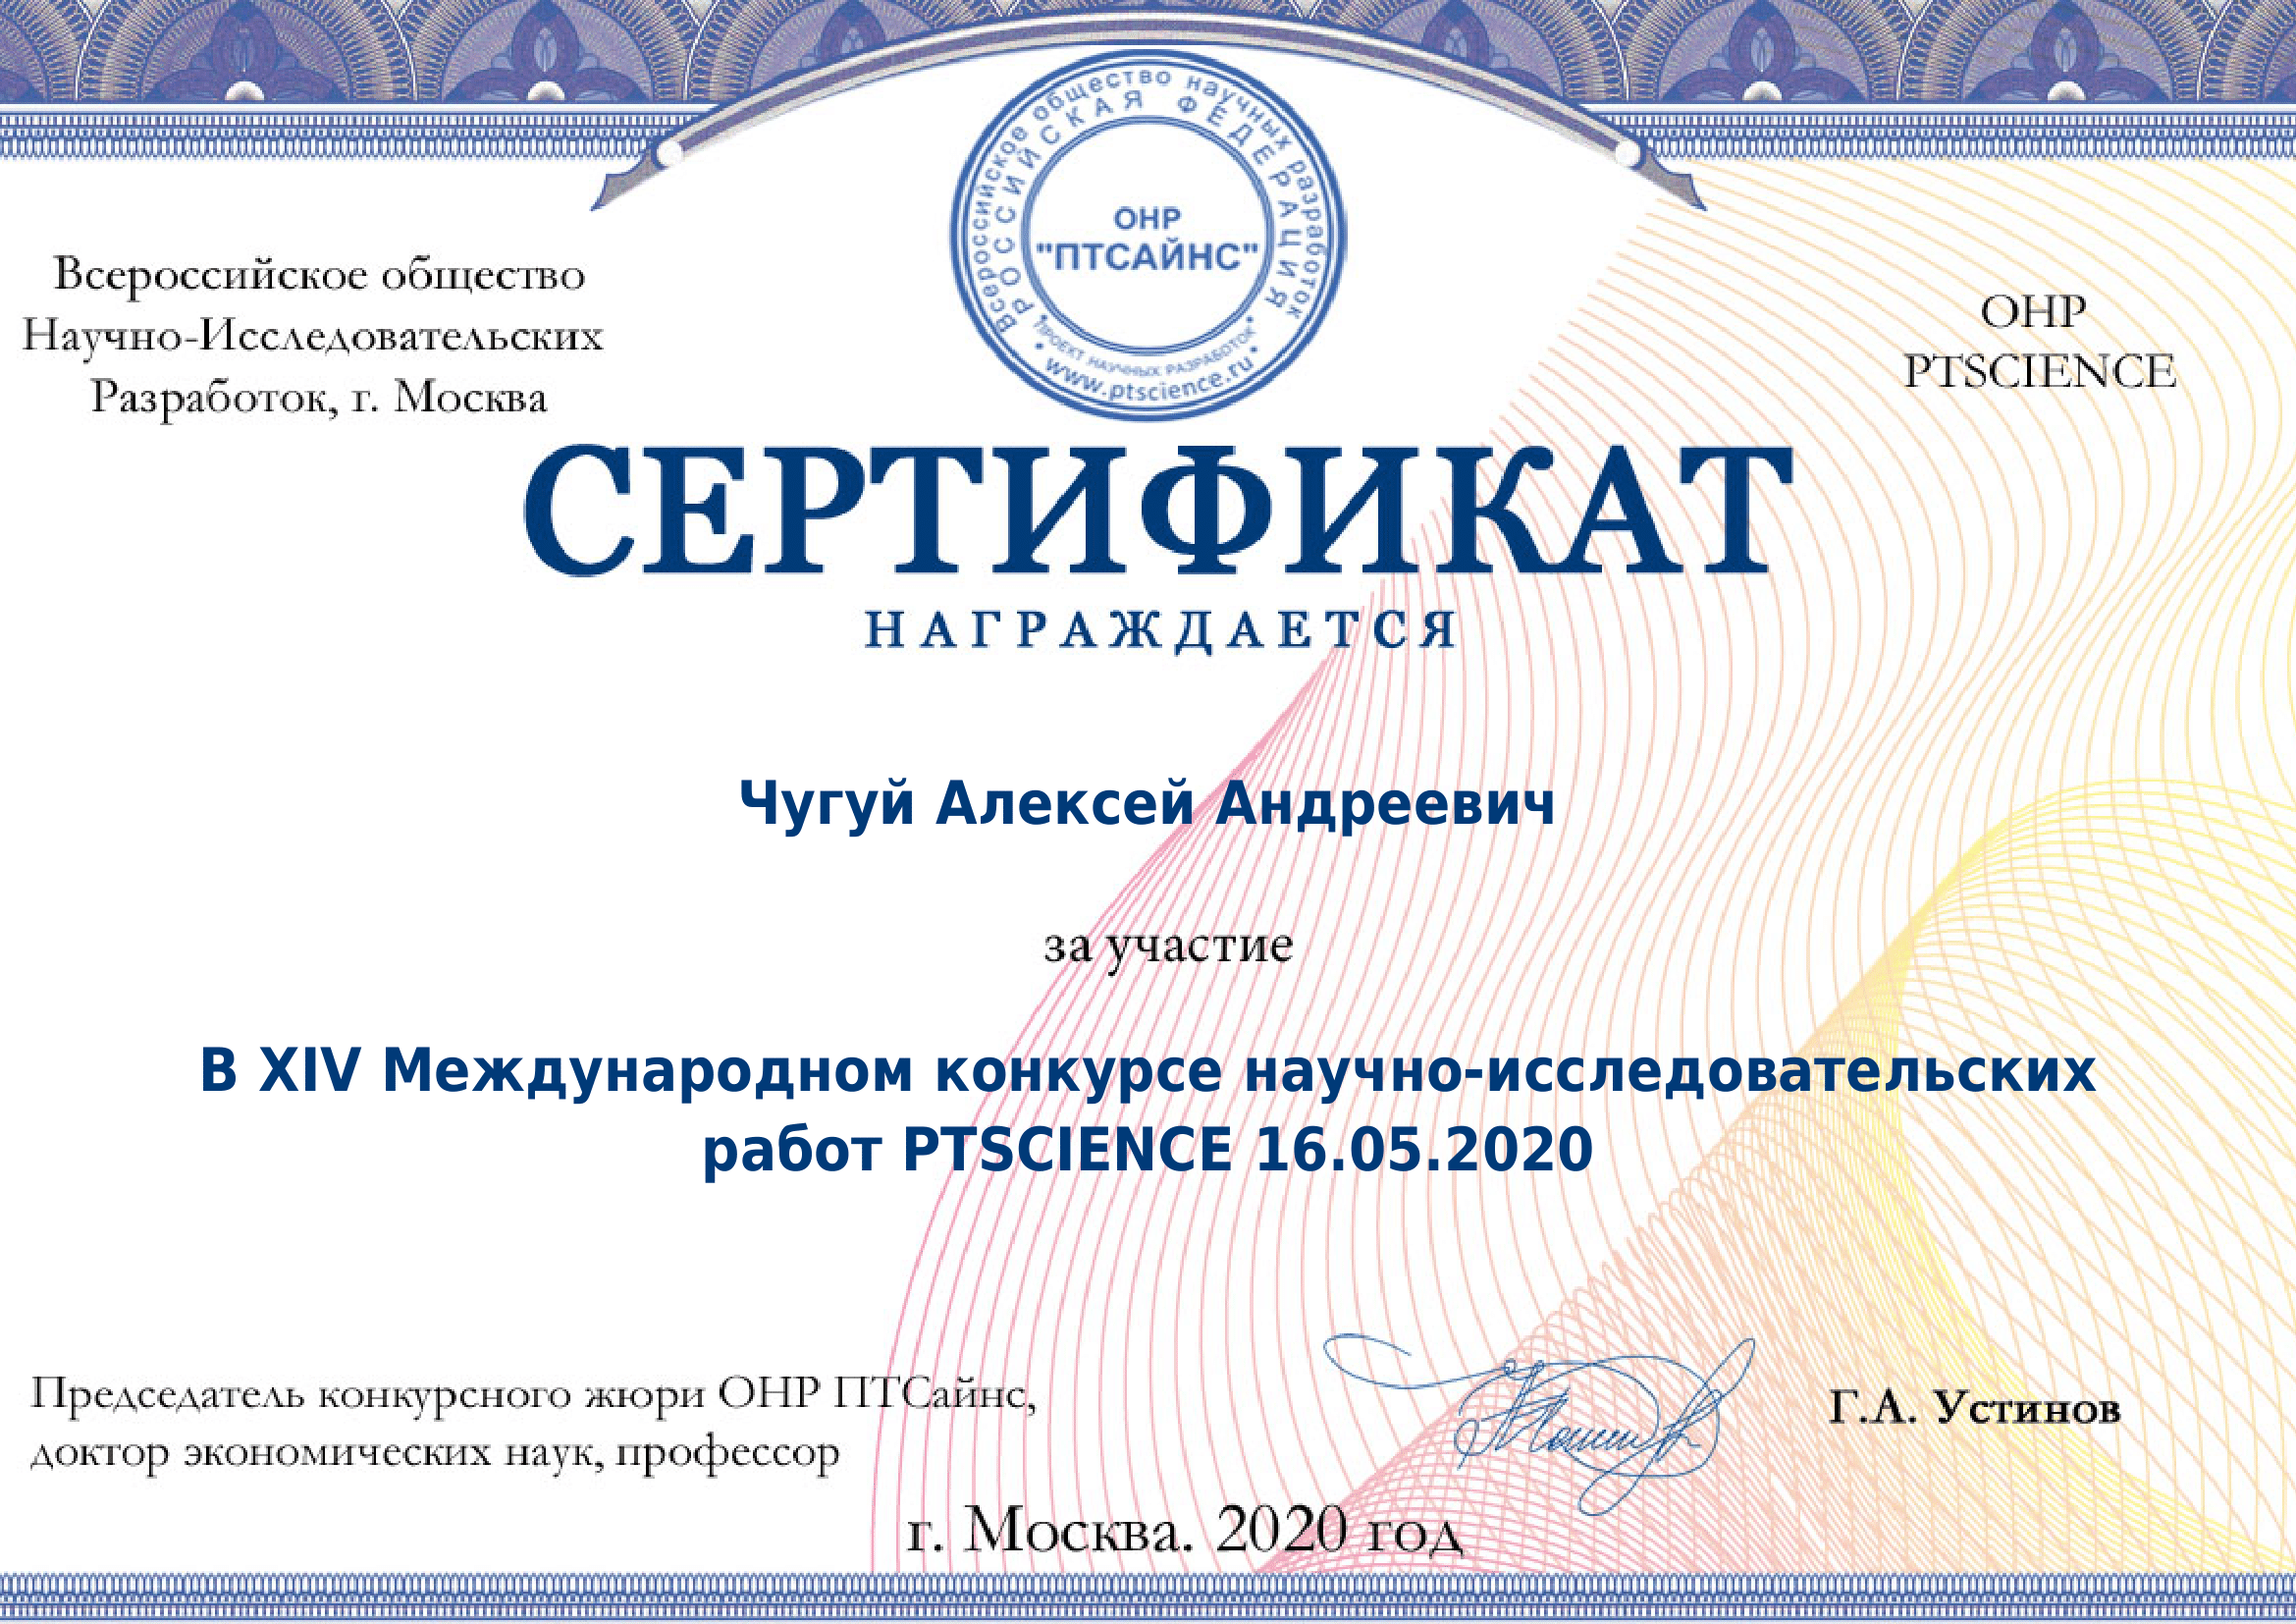 Всероссийское общество научных разработок
РОССИЙСКАЯ ФЕДЕРАЦИЯ
ОНР
"ПТСАЙНС"
ПРОЕКТ НАУЧНЫХ РАЗРАБОТОК
www.ptscience.ru
Всероссийское общество
Научно-Исследовательских
Разработок, г. Москва
ОНР
PTSCIENCE
СЕРТИФИКАТ
НАГРАЖДАЕТСЯ
Чугуй Алексей Андреевич
за участие
В XIV Международном конкурсе научно-исследовательских
работ PTSCIENCE 16.05.2020
Председатель конкурсного жюри ОНР ПТСайнс,
доктор экономических наук, профессор
Г.А. Устинов
г. Москва. 2020 год